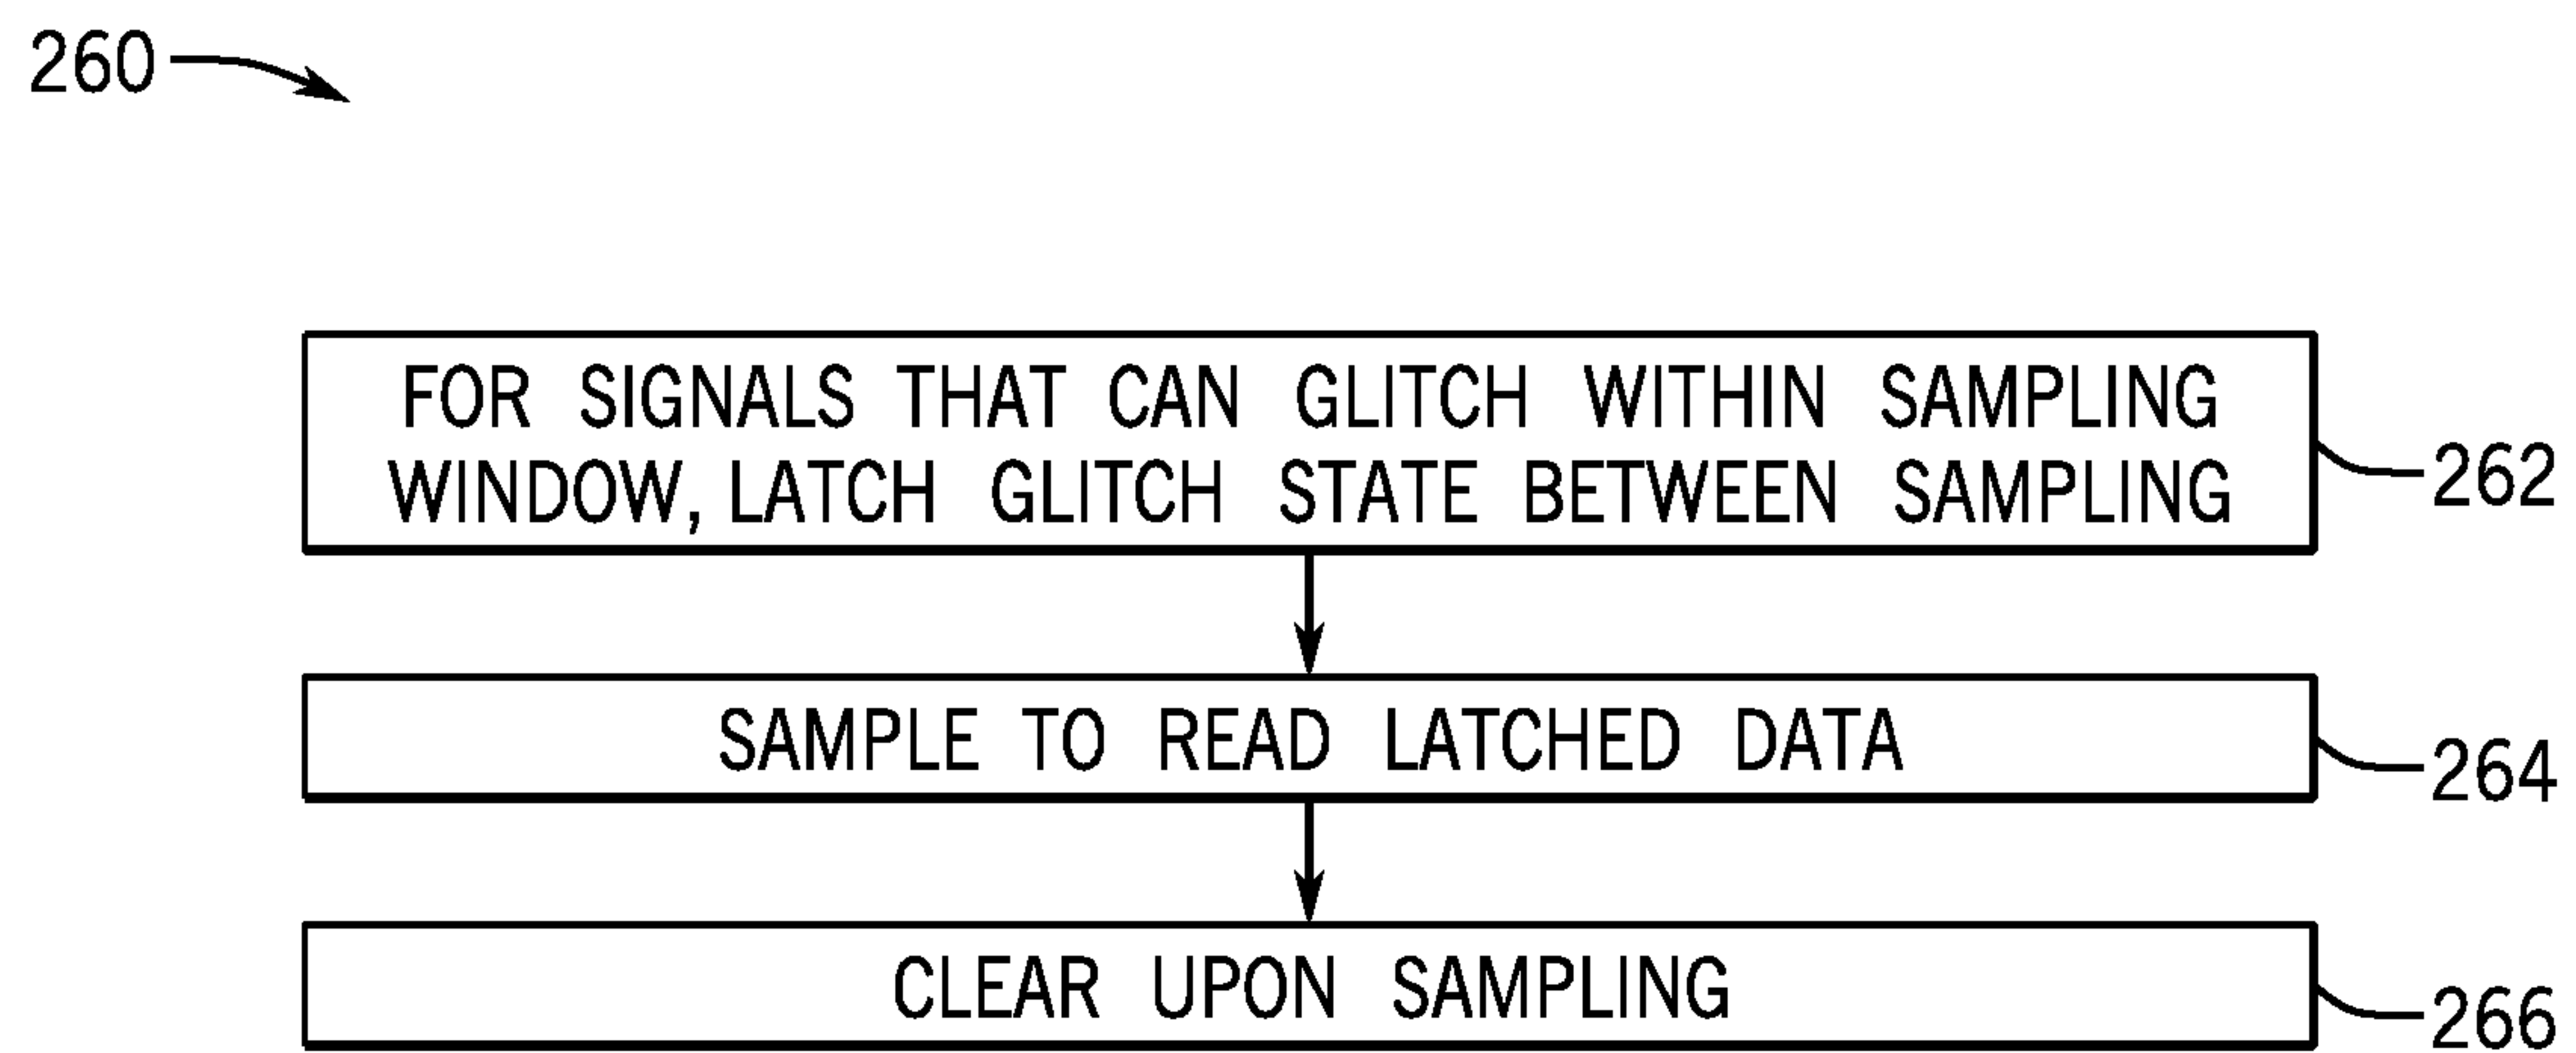 260
FOR SIGNALS THAT CAN GLITCH WITHIN SAMPLING
WINDOW, LATCH GLITCH STATE BETWEEN SAMPLING
262
SAMPLE TO READ LATCHED DATA
264
CLEAR UPON SAMPLING
266